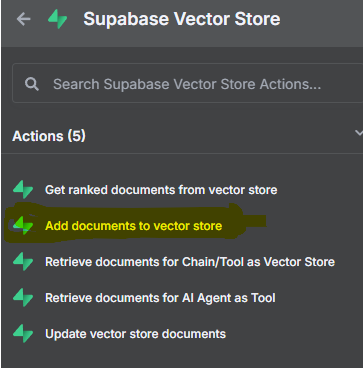 Supabase Vector Store
Search Supabase Vector Store Actions...
Actions (5)
Get ranked documents from vector store
Add documents to vector store
Retrieve documents for Chain/Tool as Vector Store
Retrieve documents for AI Agent as Tool
Update vector store documents